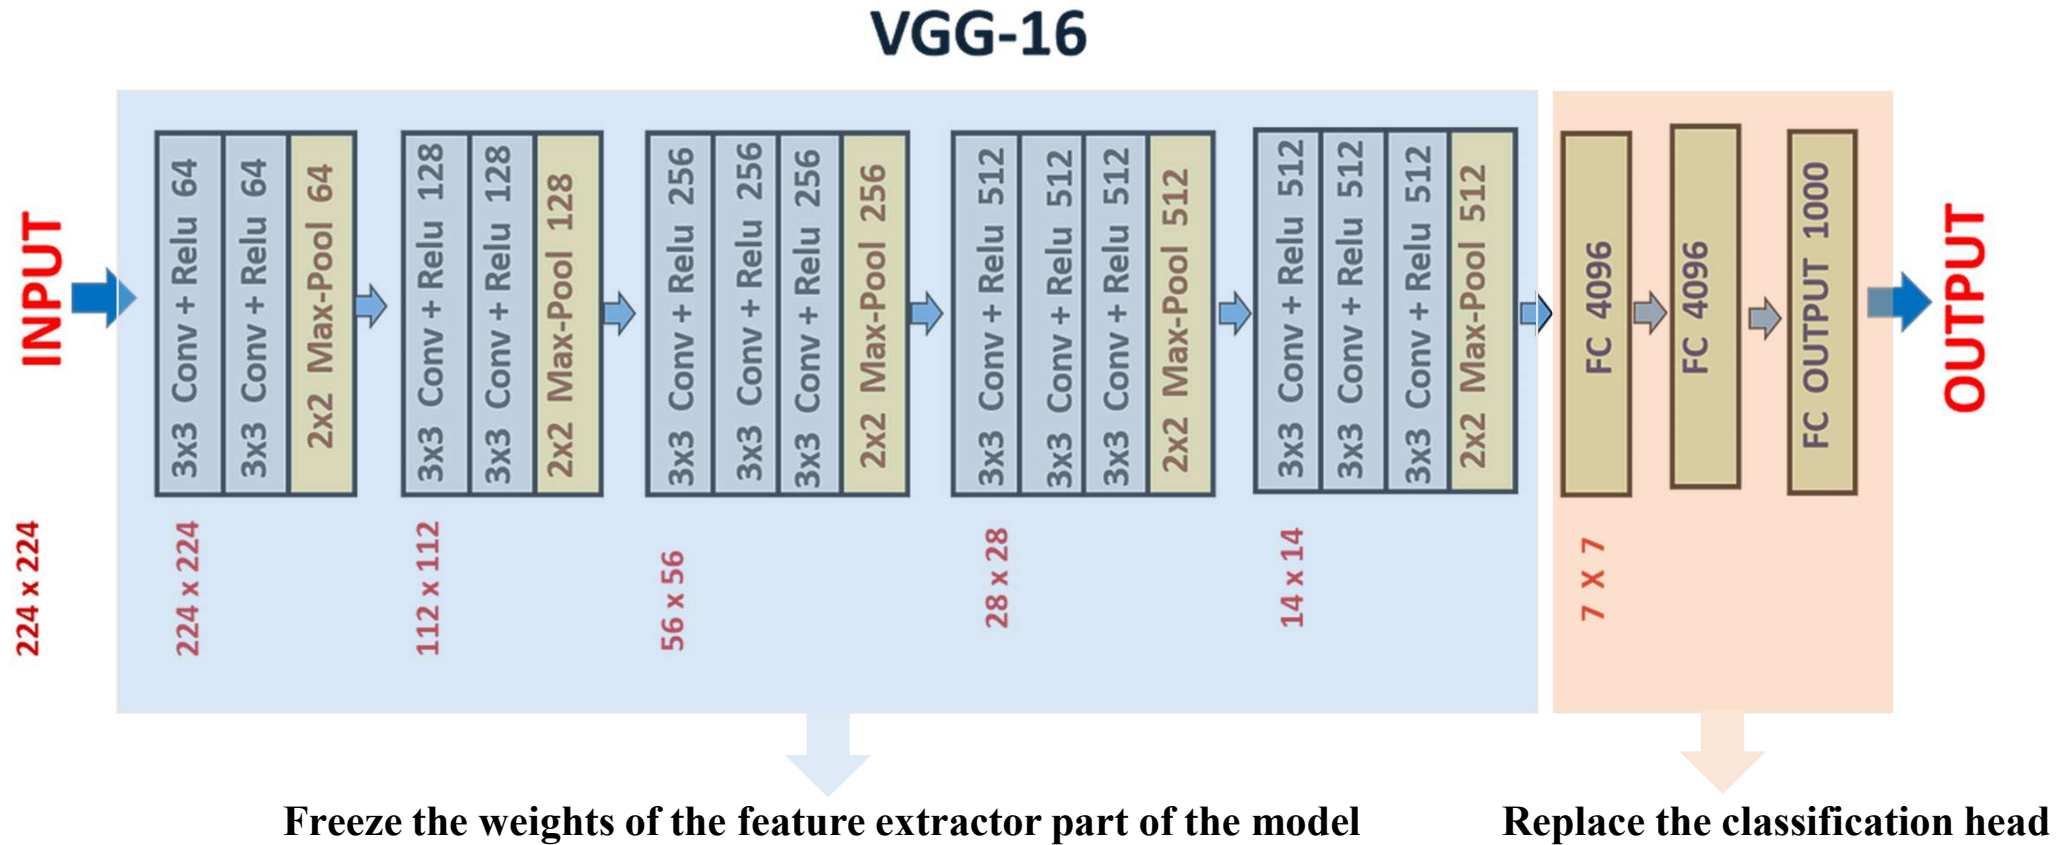 VGG-16
INPUT
224 x 224
3x3 Conv + Relu 64
3x3 Conv + Relu 64
2x2 Max-Pool 64
224 x 224
3x3 Conv + Relu 128
3x3 Conv + Relu 128
2x2 Max-Pool 128
112 x 112
3x3 Conv + Relu 256
3x3 Conv + Relu 256
3x3 Conv + Relu 256
2x2 Max-Pool 256
56 x 56
3x3 Conv + Relu 512
3x3 Conv + Relu 512
3x3 Conv + Relu 512
2x2 Max-Pool 512
28 x 28
3x3 Conv + Relu 512
3x3 Conv + Relu 512
3x3 Conv + Relu 512
2x2 Max-Pool 512
14 x 14
FC 4096
7 X 7
FC 4096
FC OUTPUT 1000
OUTPUT
Freeze the weights of the feature extractor part of the model
Replace the classification head